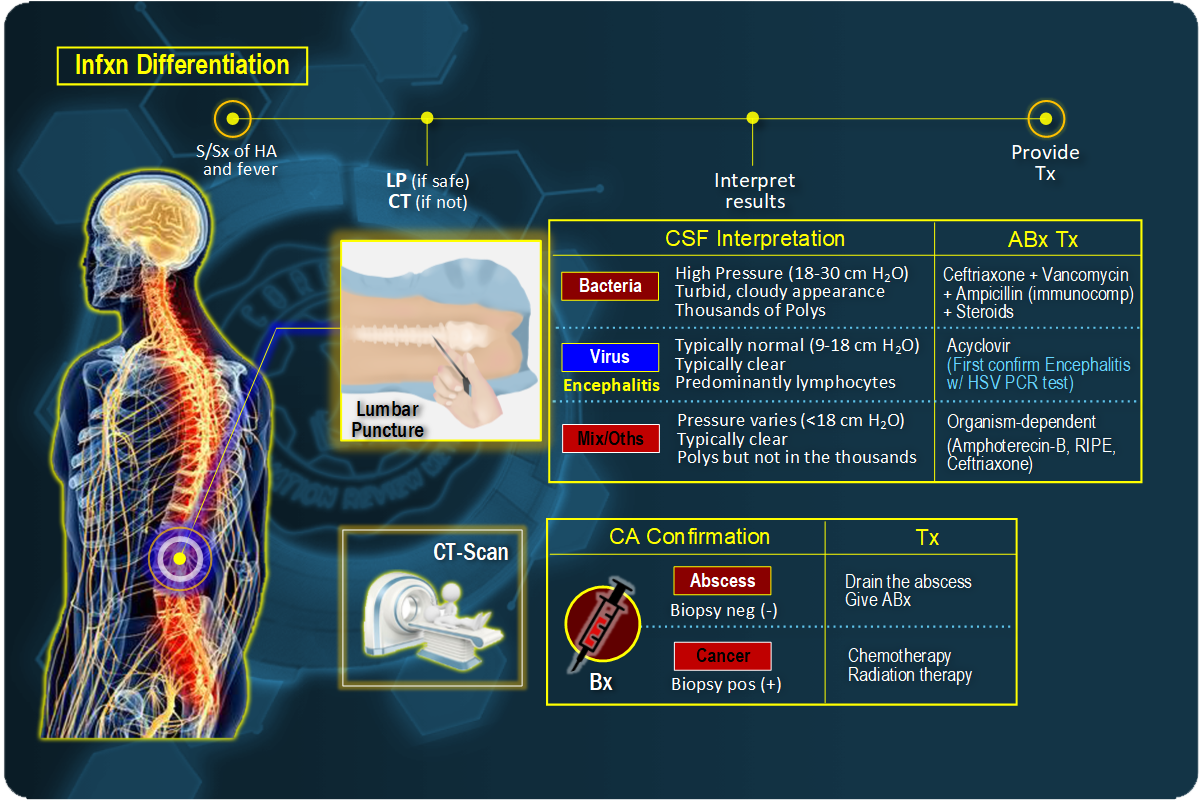 Infxn Differentiation
S/Sx of HA
and fever
LP (if safe)
CT (if not)
Interpret
results
Provide
Tx
Lumbar
Puncture
CSF Interpretation
ABx Tx
Bacteria
High Pressure (18-30 cm H₂O)
Turbid, cloudy appearance
Thousands of Polys
Ceftriaxone + Vancomycin
+ Ampicillin (immunocomp)
+ Steroids
Virus
Encephalitis
Typically normal (9-18 cm H₂O)
Typically clear
Predominantly lymphocytes
Acyclovir
(First confirm Encephalitis
w/ HSV PCR test)
Mix/Oths
Pressure varies (<18 cm H₂O)
Typically clear
Polys but not in the thousands
Organism-dependent
(Amphoterecin-B, RIPE,
Ceftriaxone)
CT-Scan
CA Confirmation
Tx
Bx
Abscess
Biopsy neg (-)
Drain the abscess
Give ABx
Cancer
Biopsy pos (+)
Chemotherapy
Radiation therapy